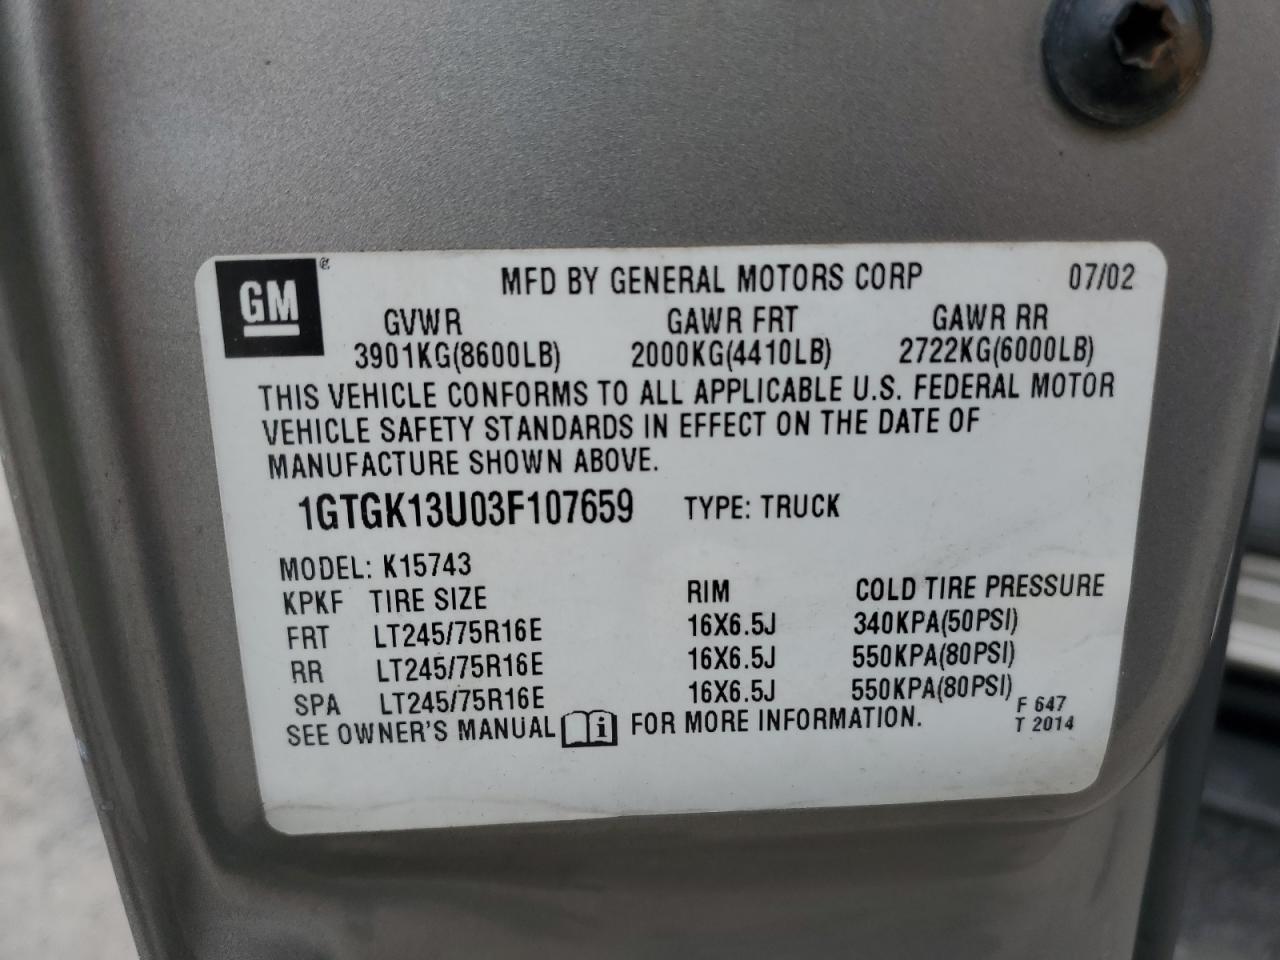 GM
MFD BY GENERAL MOTORS CORP 07/02
GVWR GAWR FRT GAWR RR
3901KG(8600LB) 2000KG(4410LB) 2722KG(6000LB)
THIS VEHICLE CONFORMS TO ALL APPLICABLE U.S. FEDERAL MOTOR
VEHICLE SAFETY STANDARDS IN EFFECT ON THE DATE OF
MANUFACTURE SHOWN ABOVE.
1GTGK13U03F107659 TYPE: TRUCK
MODEL: K15743
KPKF TIRE SIZE RIM COLD TIRE PRESSURE
FRT LT245/75R16E 16X6.5J 340KPA(50PSI)
RR LT245/75R16E 16X6.5J 550KPA(80PSI)
SPA LT245/75R16E 16X6.5J 550KPA(80PSI)
SEE OWNER'S MANUAL i FOR MORE INFORMATION.
F 647
T 2014